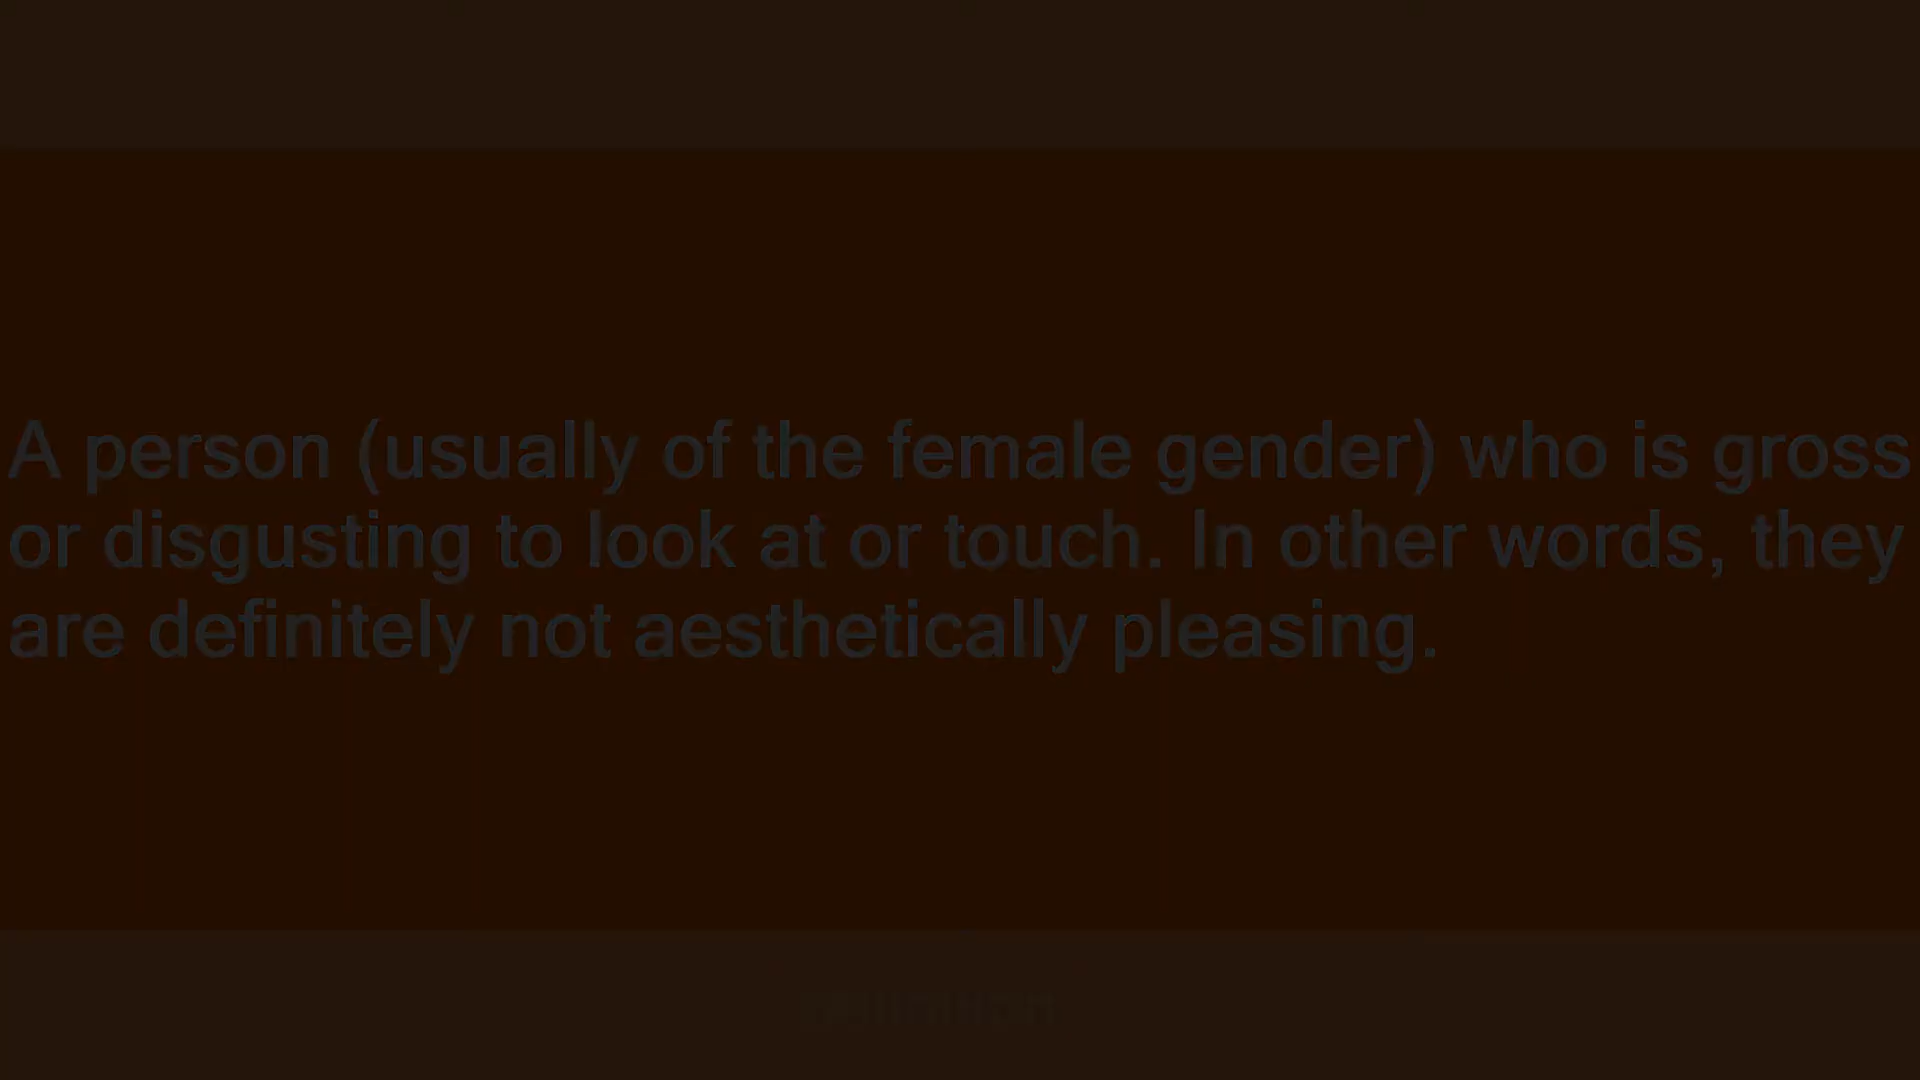 A person (usually of the female gender) who is gross
or disgusting to look at or touch. In other words, they
are definitely not aesthetically pleasing.